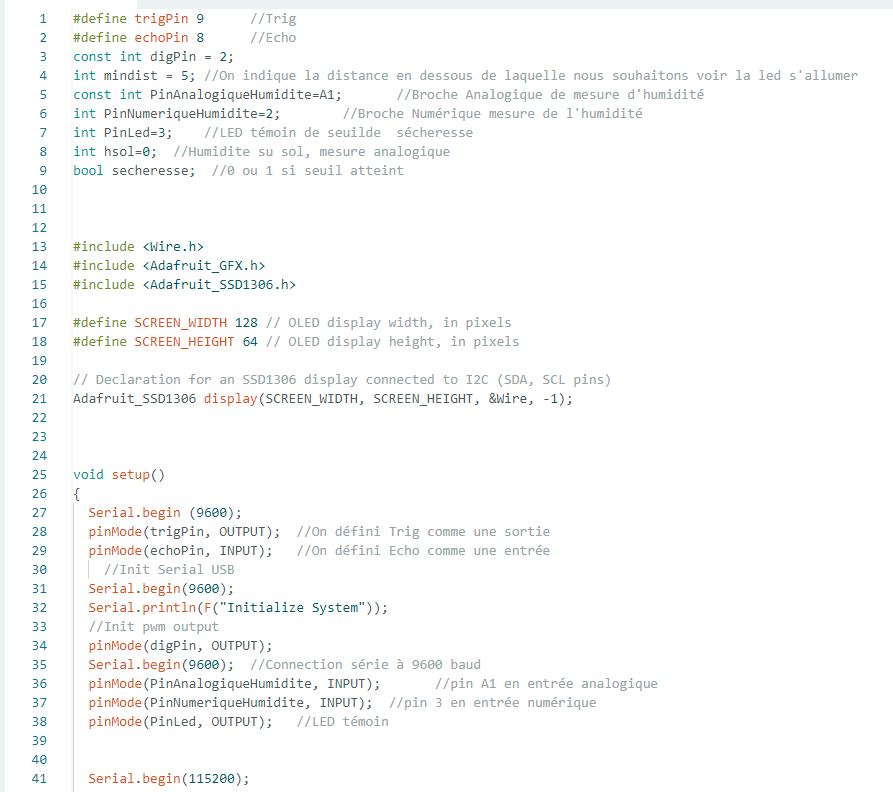 1 #define trigPin 9 //Trig
2 #define echoPin 8 //Echo
3 const int digPin = 2;
4 int mindist = 5; //On indique la distance en dessous de laquelle nous souhaitons voir la led s'allumer
5 const int PinAnalogiqueHumidite=A1; //Broche Analogique de mesure d'humidité
6 int PinNumeriqueHumidite=2; //Broche Numérique mesure de l'humidité
7 int PinLed=3; //LED témoin de seuilde sécheresse
8 int hsol=0; //Humidite su sol, mesure analogique
9 bool secheresse; //0 ou 1 si seuil atteint
10
11
12
13 #include <Wire.h>
14 #include <Adafruit_GFX.h>
15 #include <Adafruit_SSD1306.h>
16
17 #define SCREEN_WIDTH 128 // OLED display width, in pixels
18 #define SCREEN_HEIGHT 64 // OLED display height, in pixels
19
20 // Declaration for an SSD1306 display connected to I2C (SDA, SCL pins)
21 Adafruit_SSD1306 display(SCREEN_WIDTH, SCREEN_HEIGHT, &Wire, -1);
22
23
24
25 void setup()
26 {
27 Serial.begin (9600);
28 pinMode(trigPin, OUTPUT); //On défini Trig comme une sortie
29 pinMode(echoPin, INPUT); //On défini Echo comme une entrée
30 //Init Serial USB
31 Serial.begin(9600);
32 Serial.println(F("Initialize System"));
33 //Init pwm output
34 pinMode(digPin, OUTPUT);
35 Serial.begin(9600); //Connection série à 9600 baud
36 pinMode(PinAnalogiqueHumidite, INPUT); //pin A1 en entrée analogique
37 pinMode(PinNumeriqueHumidite, INPUT); //pin 3 en entrée numérique
38 pinMode(PinLed, OUTPUT); //LED témoin
39
40
41 Serial.begin(115200);